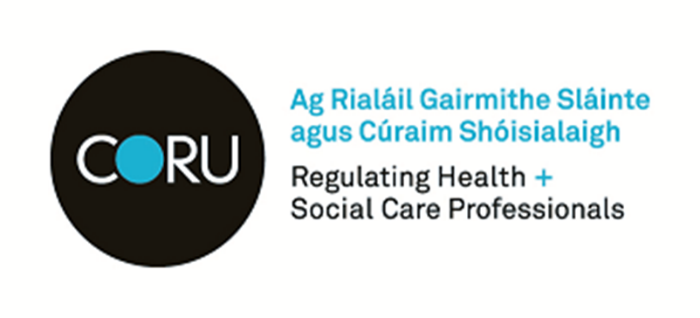 CORU
Ag Rialáil Gairmithe Sláinte
agus Cúraim Shóisialaigh
Regulating Health +
Social Care Professionals